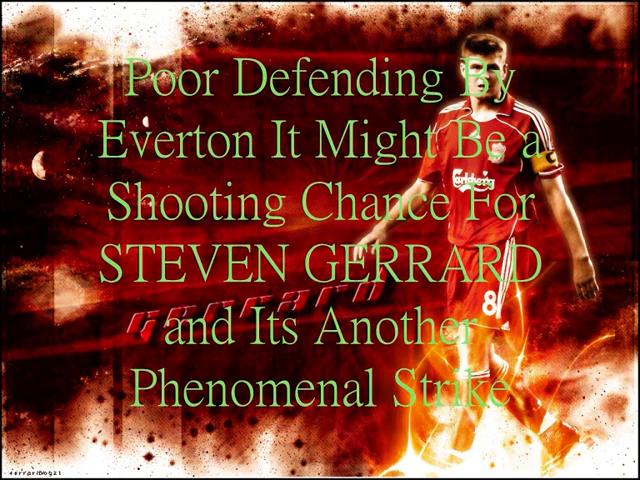 Poor Defending By
Everton It Might Be a
Shooting Chance For
STEVEN GERRARD
and Its Another
Phenomenal Strike
Gerrard
Carlsberg
8